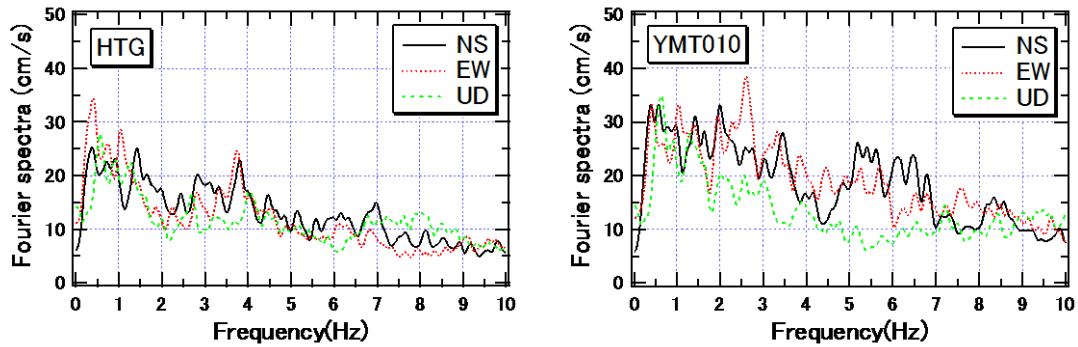 50
40
30
20
10
0
Fourier spectra (cm/s)
HTG
NS
EW
UD
0 1 2 3 4 5 6 7 8 9 10
Frequency(Hz)
50
40
30
20
10
0
Fourier spectra (cm/s)
YMT010
NS
EW
UD
0 1 2 3 4 5 6 7 8 9 10
Frequency(Hz)